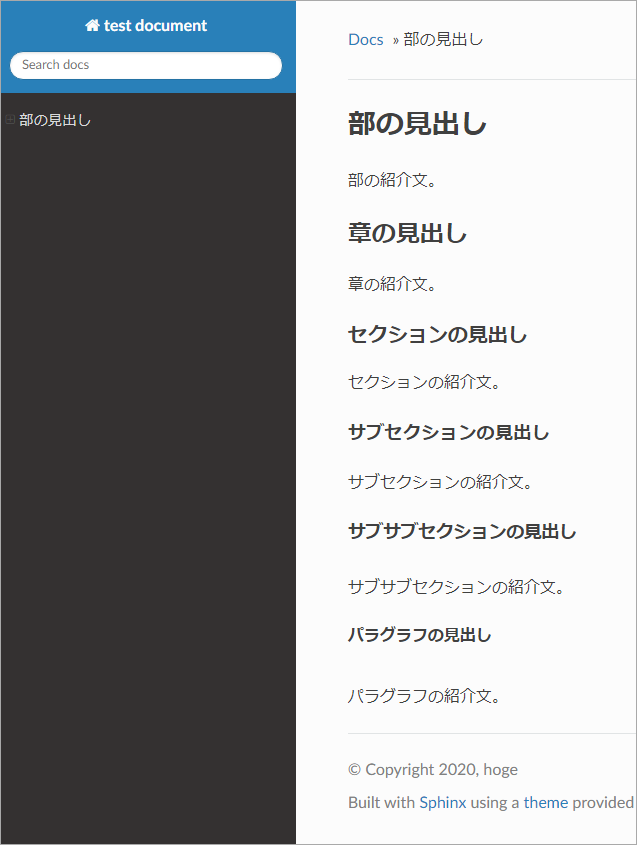 test document
Search docs
部の見出し
Docs » 部の見出し
部の見出し
部の紹介文。
章の見出し
章の紹介文。
セクションの見出し
セクションの紹介文。
サブセクションの見出し
サブセクションの紹介文。
サブサブセクションの見出し
サブサブセクションの紹介文。
パラグラフの見出し
パラグラフの紹介文。
© Copyright 2020, hoge
Built with Sphinx using a theme provided